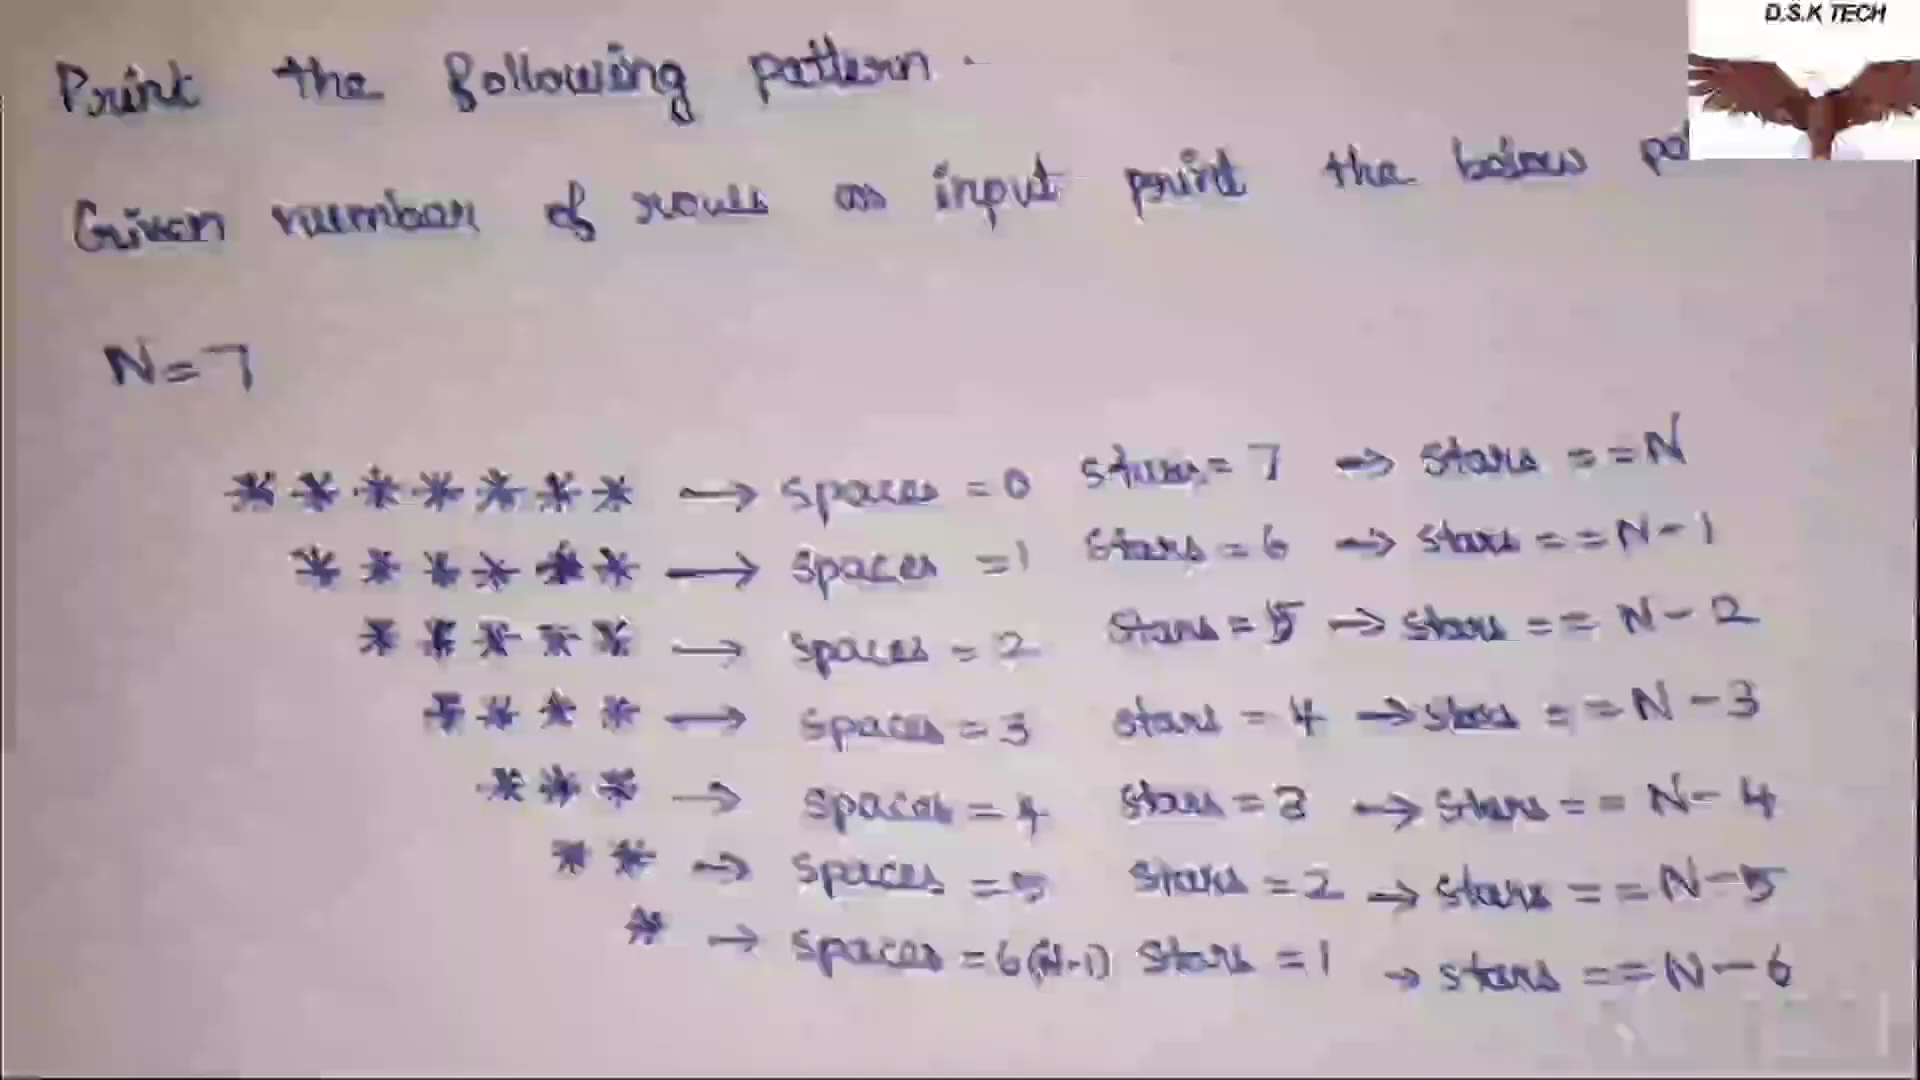 D.S.K TECH
Print the following pattern.
Given number of rows as input print the below
N=7
* * * * * * * → spaces = 0 stars = 7 → stars == N
* * * * * * → spaces = 1 stars = 6 → stars == N-1
* * * * * → spaces = 2 stars = 5 → stars == N-2
* * * * → spaces = 3 stars = 4 → stars == N-3
* * * → spaces = 4 stars = 3 → stars == N-4
* * → spaces = 5 stars = 2 → stars == N-5
* → spaces = 6(N-1) stars = 1 → stars == N-6